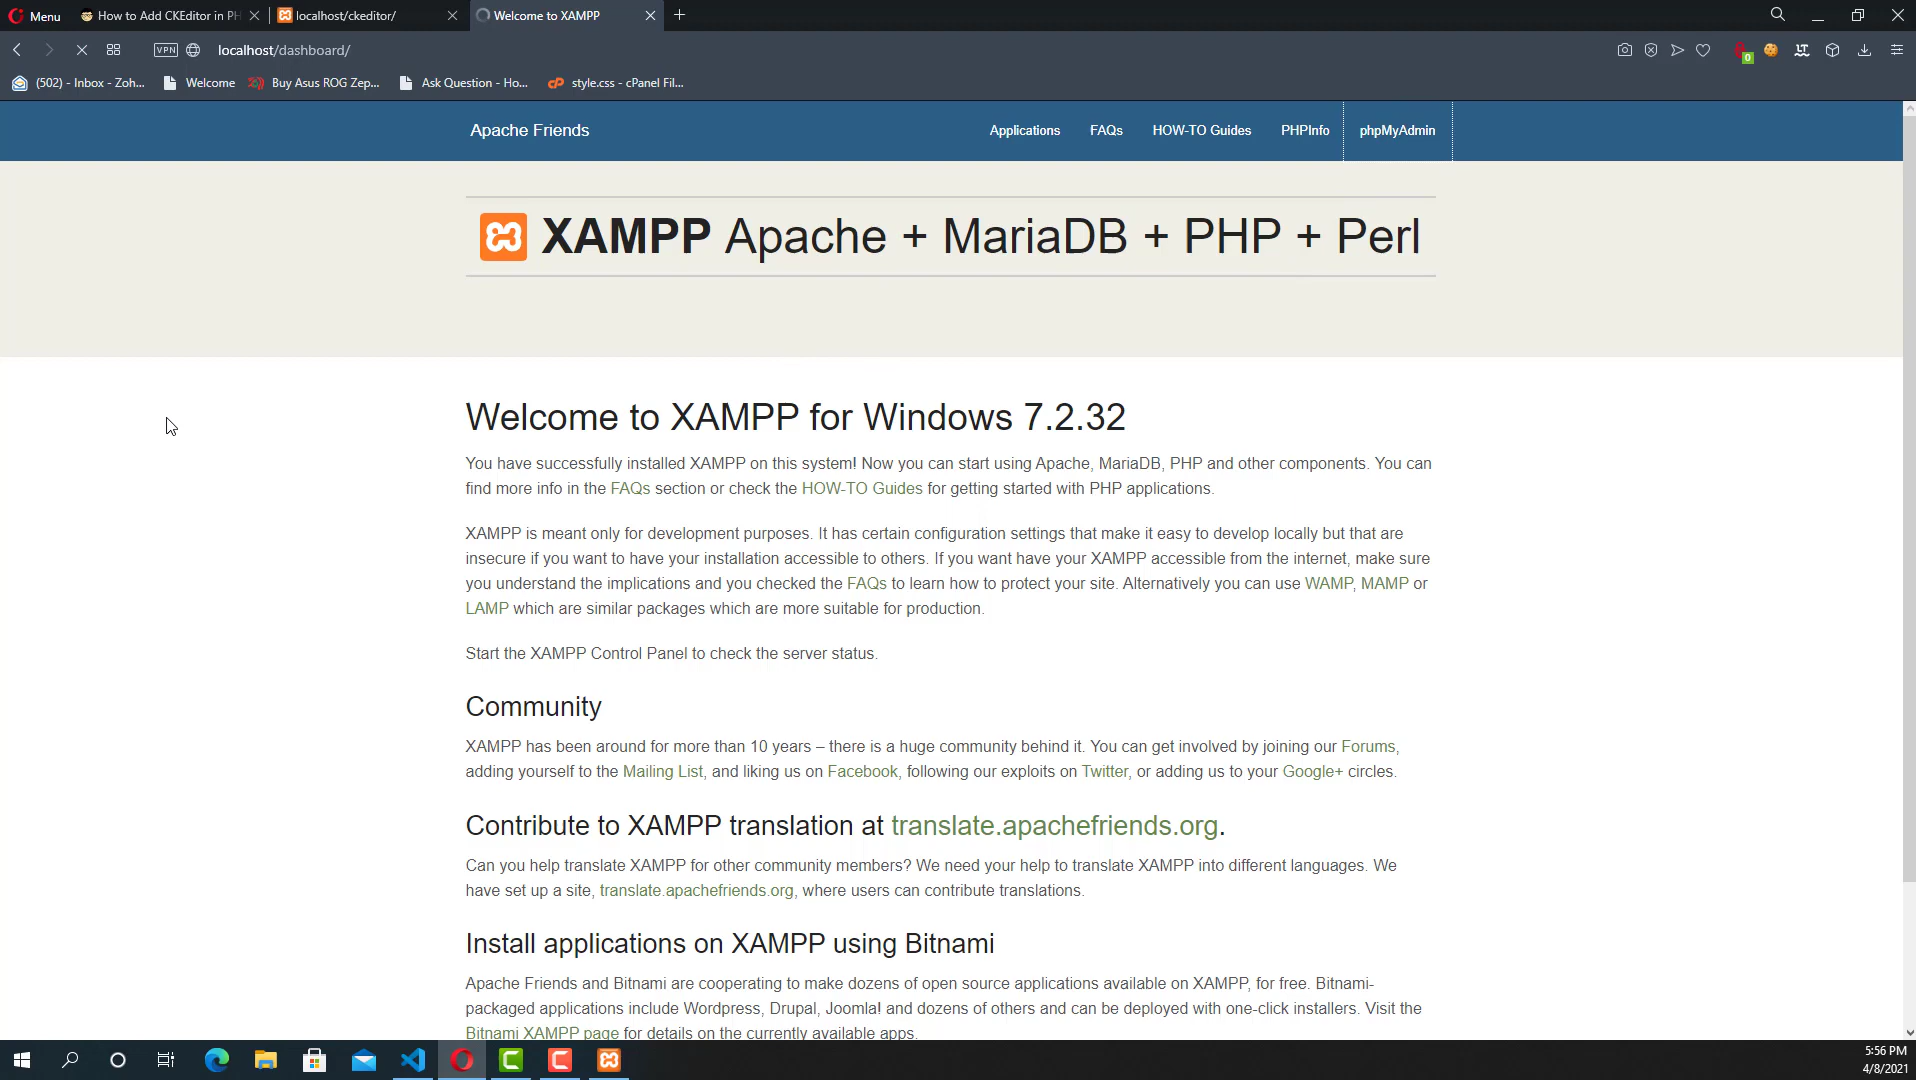 Menu
How to Add CKEditor in PH
localhost/ckeditor/
Welcome to XAMPP
VPN
localhost/dashboard/
0
(502) - Inbox - Zoh...
Welcome
Buy Asus ROG Zep...
Ask Question - Ho...
style.css - cPanel Fil...
Apache Friends
Applications
FAQs
HOW-TO Guides
PHPInfo
phpMyAdmin
XAMPP Apache + MariaDB + PHP + Perl
Welcome to XAMPP for Windows 7.2.32
You have successfully installed XAMPP on this system! Now you can start using Apache, MariaDB, PHP and other components. You can
find more info in the FAQs section or check the HOW-TO Guides for getting started with PHP applications.
XAMPP is meant only for development purposes. It has certain configuration settings that make it easy to develop locally but that are
insecure if you want to have your installation accessible to others. If you want have your XAMPP accessible from the internet, make sure
you understand the implications and you checked the FAQs to learn how to protect your site. Alternatively you can use WAMP, MAMP or
LAMP which are similar packages which are more suitable for production.
Start the XAMPP Control Panel to check the server status.
Community
XAMPP has been around for more than 10 years – there is a huge community behind it. You can get involved by joining our Forums,
adding yourself to the Mailing List, and liking us on Facebook, following our exploits on Twitter, or adding us to your Google+ circles.
Contribute to XAMPP translation at translate.apachefriends.org.
Can you help translate XAMPP for other community members? We need your help to translate XAMPP into different languages. We
have set up a site, translate.apachefriends.org, where users can contribute translations.
Install applications on XAMPP using Bitnami
Apache Friends and Bitnami are cooperating to make dozens of open source applications available on XAMPP, for free. Bitnami-
packaged applications include Wordpress, Drupal, Joomla! and dozens of others and can be deployed with one-click installers. Visit the
Bitnami XAMPP page for details on the currently available apps.
5:56 PM
4/8/2021